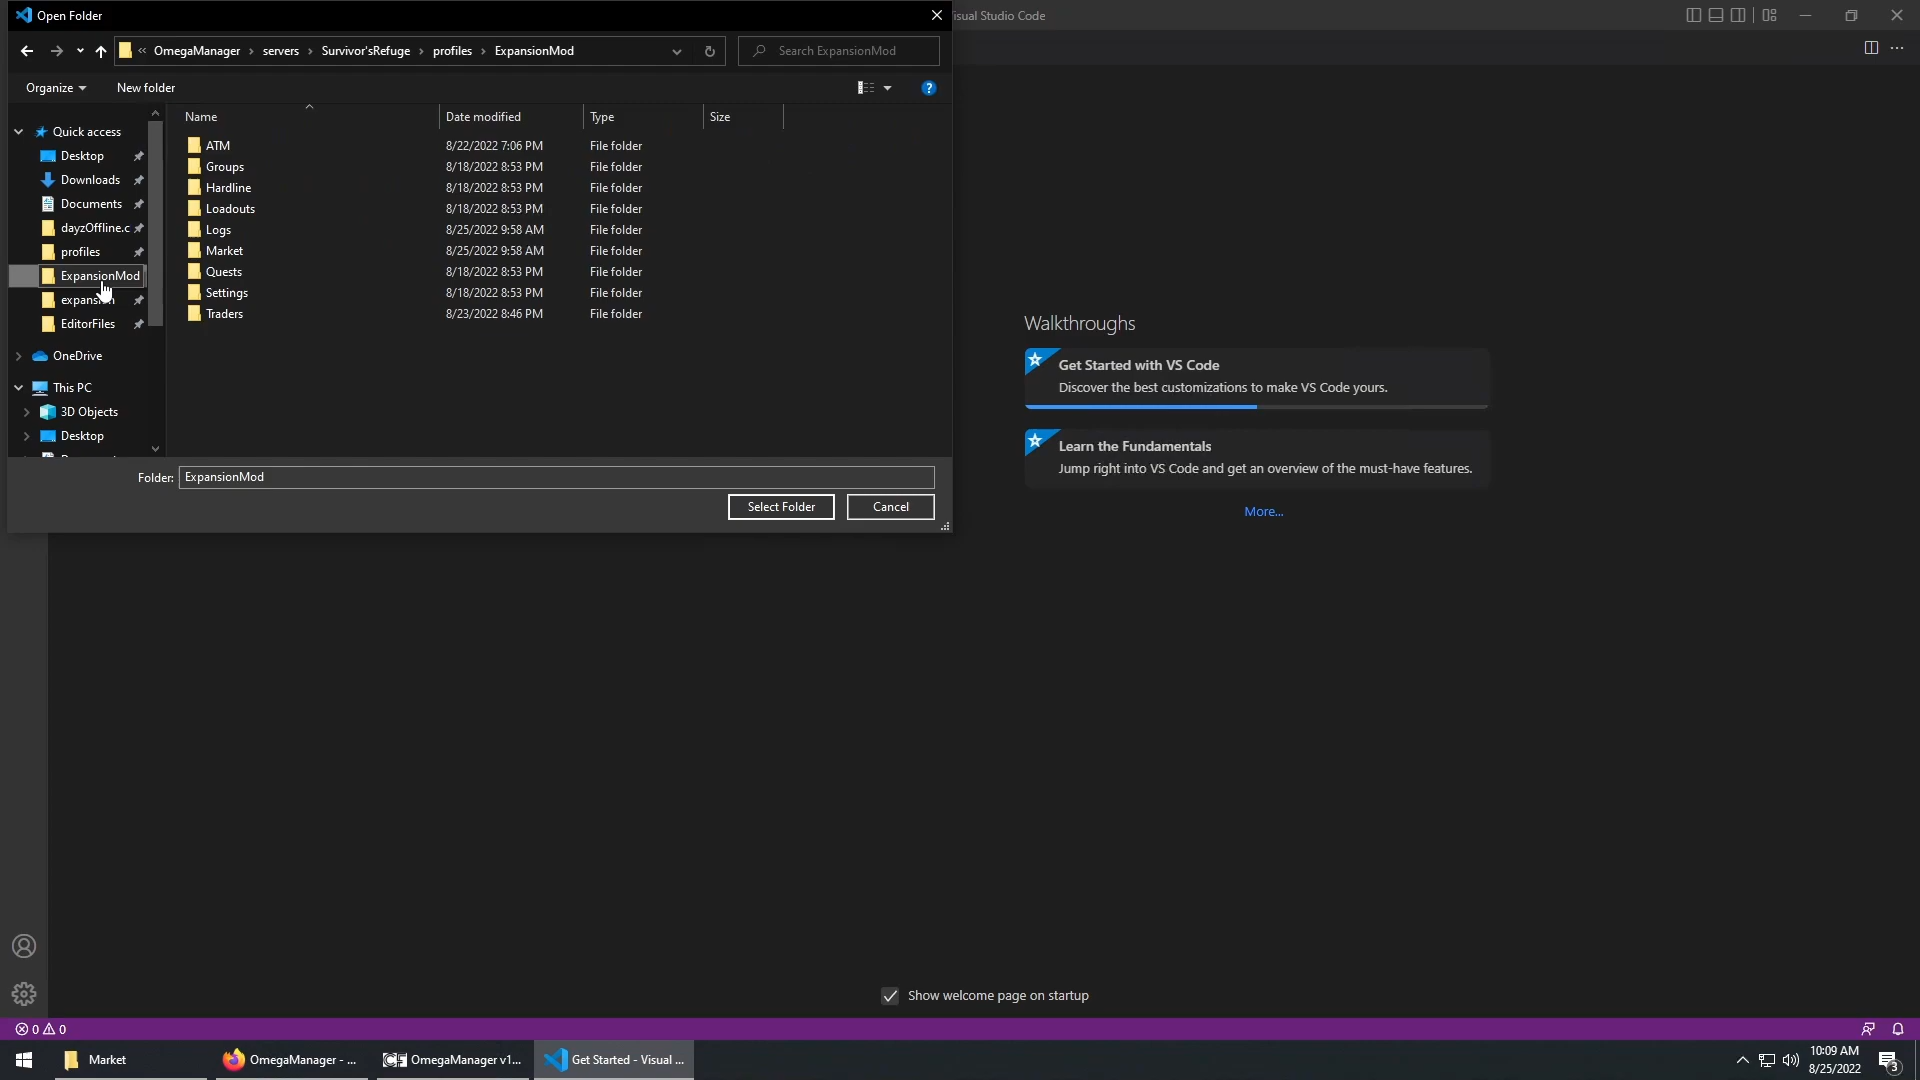 Open Folder
isual Studio Code
« OmegaManager › servers › Survivor'sRefuge › profiles › ExpansionMod
Search ExpansionMod
Organize
New folder
?
Name
Date modified
Type
Size
Quick access
Desktop
Downloads
Documents
dayzOffline.c
profiles
ExpansionMod
EditorFiles
OneDrive
This PC
3D Objects
Desktop
ATM 8/22/2022 7:06 PM File folder
Groups 8/18/2022 8:53 PM File folder
Hardline 8/18/2022 8:53 PM File folder
Loadouts 8/18/2022 8:53 PM File folder
Logs 8/25/2022 9:58 AM File folder
Market 8/25/2022 9:58 AM File folder
Quests 8/18/2022 8:53 PM File folder
Settings 8/18/2022 8:53 PM File folder
Traders 8/23/2022 8:46 PM File folder
Folder: ExpansionMod
Select Folder
Cancel
Walkthroughs
Get Started with VS Code
Discover the best customizations to make VS Code yours.
Learn the Fundamentals
Jump right into VS Code and get an overview of the must-have features.
More...
Show welcome page on startup
0 0
Market
OmegaManager - ...
OmegaManager v1...
Get Started - Visual ...
10:09 AM
8/25/2022
3